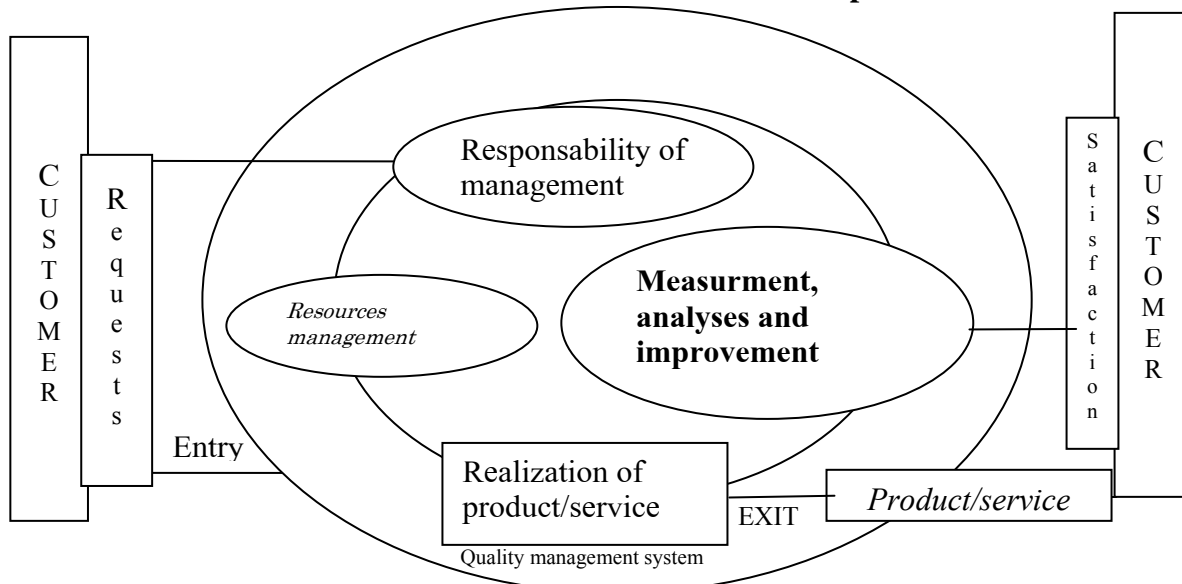 CUSTOMER
Requests
Responsability of
management
Resources
management
Measurment,
analyses and
improvement
Satisfaction
CUSTOMER
Entry
Realization of
product/service
EXIT
Product/service
Quality management system